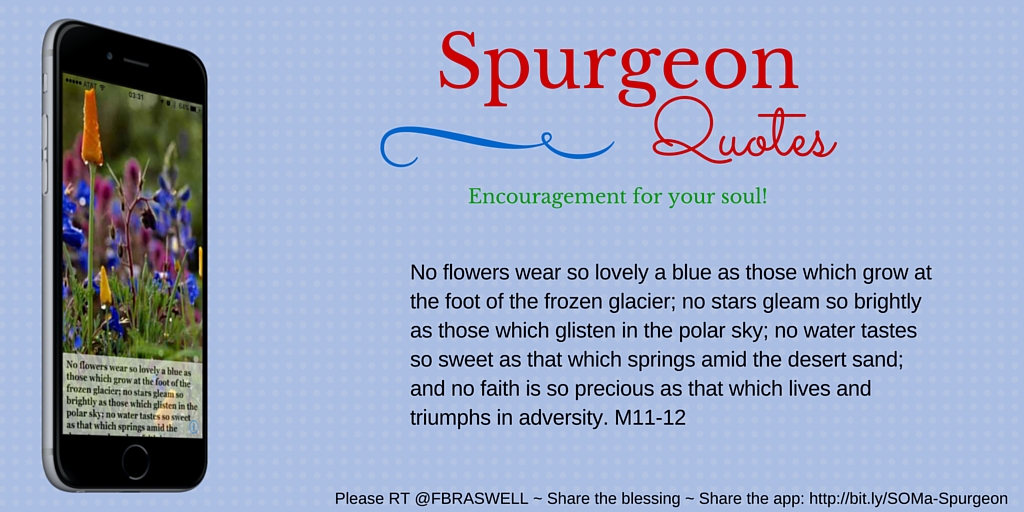 Spurgeon
Quotes
Encouragement for your soul!
No flowers wear so lovely a blue as those which grow at
the foot of the frozen glacier; no stars gleam so brightly
as those which glisten in the polar sky; no water tastes
so sweet as that which springs amid the desert sand;
and no faith is so precious as that which lives and
triumphs in adversity. M11-12
AT&T
03:21
64%
No flowers wear so lovely a blue as
those which grow at the foot of the
frozen glacier; no stars gleam so
brightly as those which glisten in the
polar sky; no water tastes so sweet
as that which springs amid the
Please RT @FBRASWELL ~ Share the blessing ~ Share the app: http://bit.ly/SOMa-Spurgeon